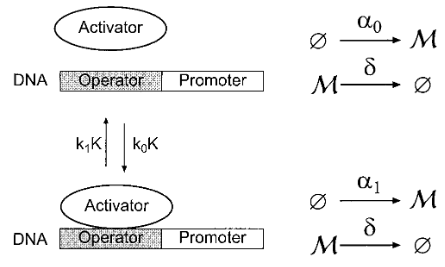 Activator
∅ α₀ → M
DNA Operator Promoter
M δ → ∅
k₁K k₀K
Activator
∅ α₁ → M
DNA Operator Promoter
M δ → ∅